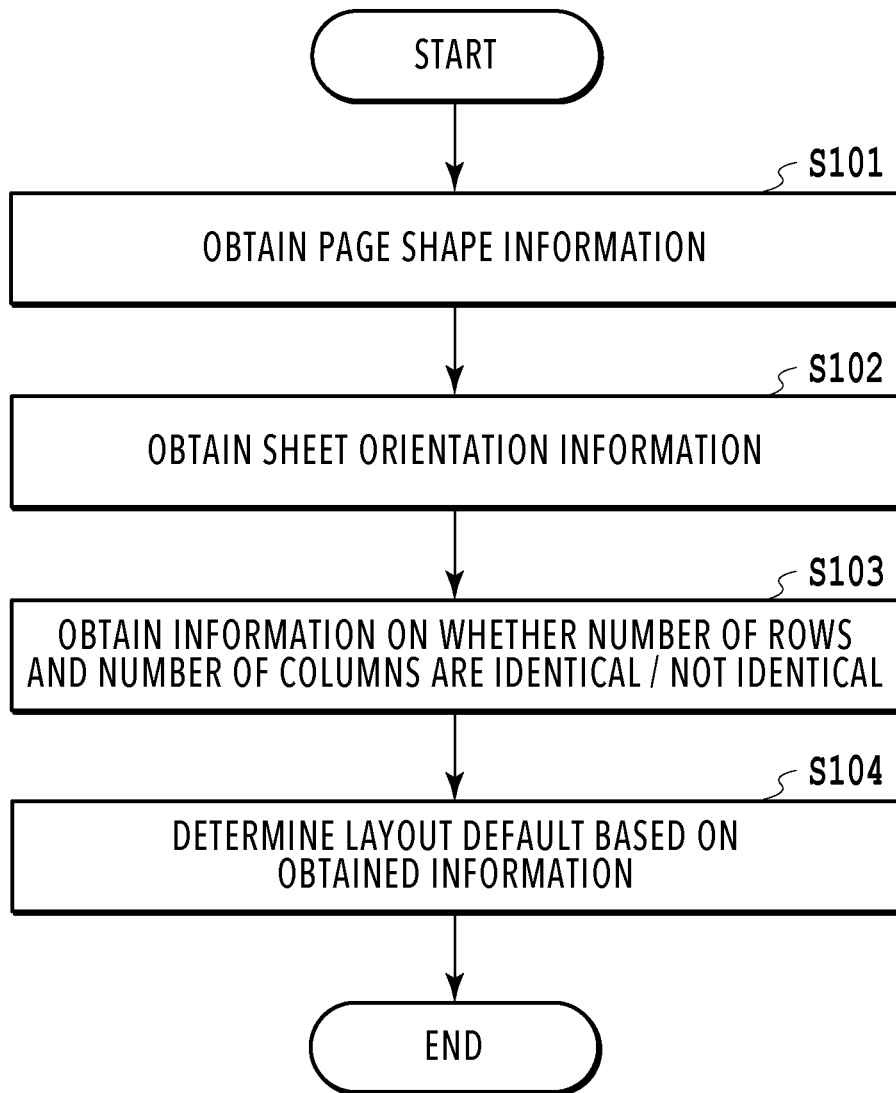 START
S101
OBTAIN PAGE SHAPE INFORMATION
S102
OBTAIN SHEET ORIENTATION INFORMATION
S103
OBTAIN INFORMATION ON WHETHER NUMBER OF ROWS
AND NUMBER OF COLUMNS ARE IDENTICAL / NOT IDENTICAL
S104
DETERMINE LAYOUT DEFAULT BASED ON
OBTAINED INFORMATION
END